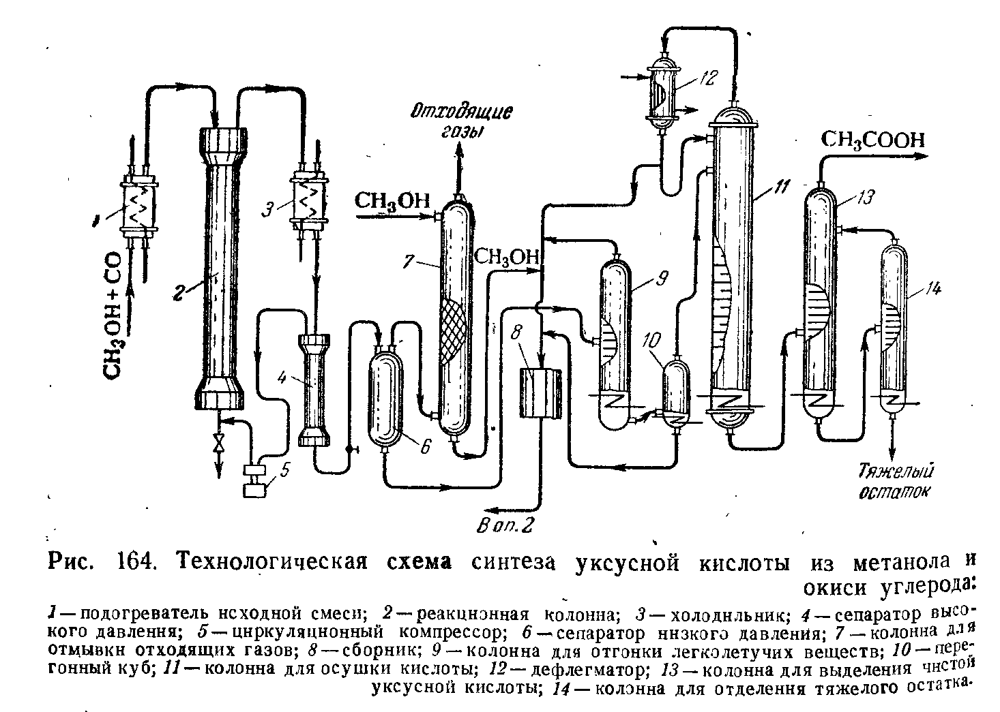 12
Отходящие
газы
CH₃COOH
11
13
CH₃OH
1
3
7
CH₃OH
9
14
2
CH₃OH + CO
8
10
4
6
5
Тяжелый
остаток
В оп. 2
Рис. 164. Технологическая схема синтеза уксусной кислоты из метанола и
окиси углерода:
1 — подогреватель исходной смеси; 2 — реакционная колонна; 3 — холодильник; 4 — сепаратор высо-
кого давления; 5 — циркуляционный компрессор; 6 — сепаратор низкого давления; 7 — колонна для
отмывки отходящих газов; 8 — сборник; 9 — колонна для отгонки легколетучих веществ; 10 — пере-
гонный куб; 11 — колонна для осушки кислоты; 12 — дефлегматор; 13 — колонна для выделения чистой
уксусной кислоты; 14 — колонна для отделения тяжелого остатка.